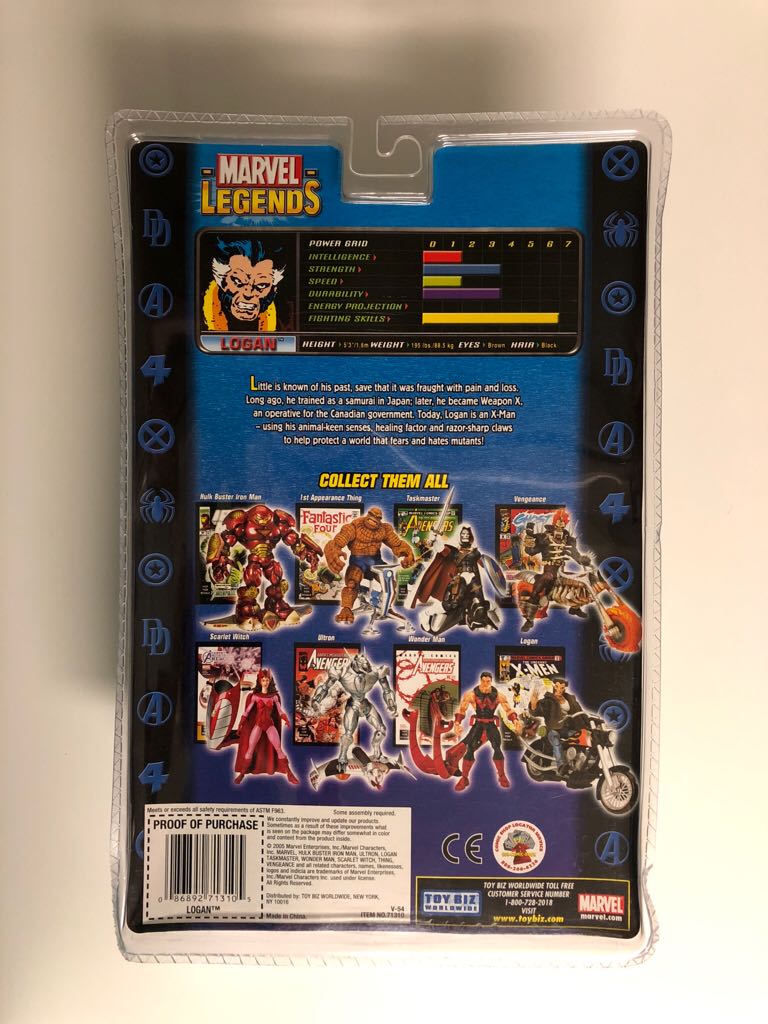 MARVEL
LEGENDS
POWER GRID 0 1 2 3 4 5 6 7
INTELLIGENCE
STRENGTH
SPEED
DURABILITY
ENERGY PROJECTION
FIGHTING SKILLS
LOGAN™ HEIGHT 5'3"/1.6m WEIGHT 195 lbs./88.5 kg EYES Brown HAIR Black
Little is known of his past, save that it was fraught with pain and loss.
Long ago, he trained as a samurai in Japan; later, he became Weapon X,
an operative for the Canadian government. Today, Logan is an X-Man
– using his animal-keen senses, healing factor and razor-sharp claws
to help protect a world that fears and hates mutants!
COLLECT THEM ALL
Hulk Buster Iron Man 1st Appearance Thing Taskmaster Vengeance
Fantastic
FOUR
AVENGERS
Scarlet Witch Ultron Wonder Man Logan
AVENGERS
AVENGERS
X-MEN
Meets or exceeds all safety requirements of ASTM F963. Some assembly required.
PROOF OF PURCHASE
0 86892 71310 5
LOGAN™
We constantly improve and update our products.
Sometimes as a result of these improvements what
is seen on the package may differ somewhat in color
and content from the product inside.
© 2005 Marvel Enterprises, Inc./Marvel Characters,
Inc. MARVEL, HULK BUSTER IRON MAN, ULTRON, LOGAN
TASKMASTER, WONDER MAN, SCARLET WITCH, THING,
VENGEANCE and all related characters, names, likenesses,
logos and indicia are trademarks of Marvel Enterprises,
Inc./Marvel Characters Inc. used under license.
All Rights Reserved.
Distributed by: TOY BIZ WORLDWIDE, NEW YORK,
NY 10016
V-54
Made in China. ITEM NO.71310
CE
COMIC SHOP LOCATOR SERVICE
TOY BIZ
WORLDWIDE
TOY BIZ WORLDWIDE TOLL FREE
CUSTOMER SERVICE NUMBER
1-800-728-2018
VISIT
www.toybiz.com
MARVEL
marvel.com